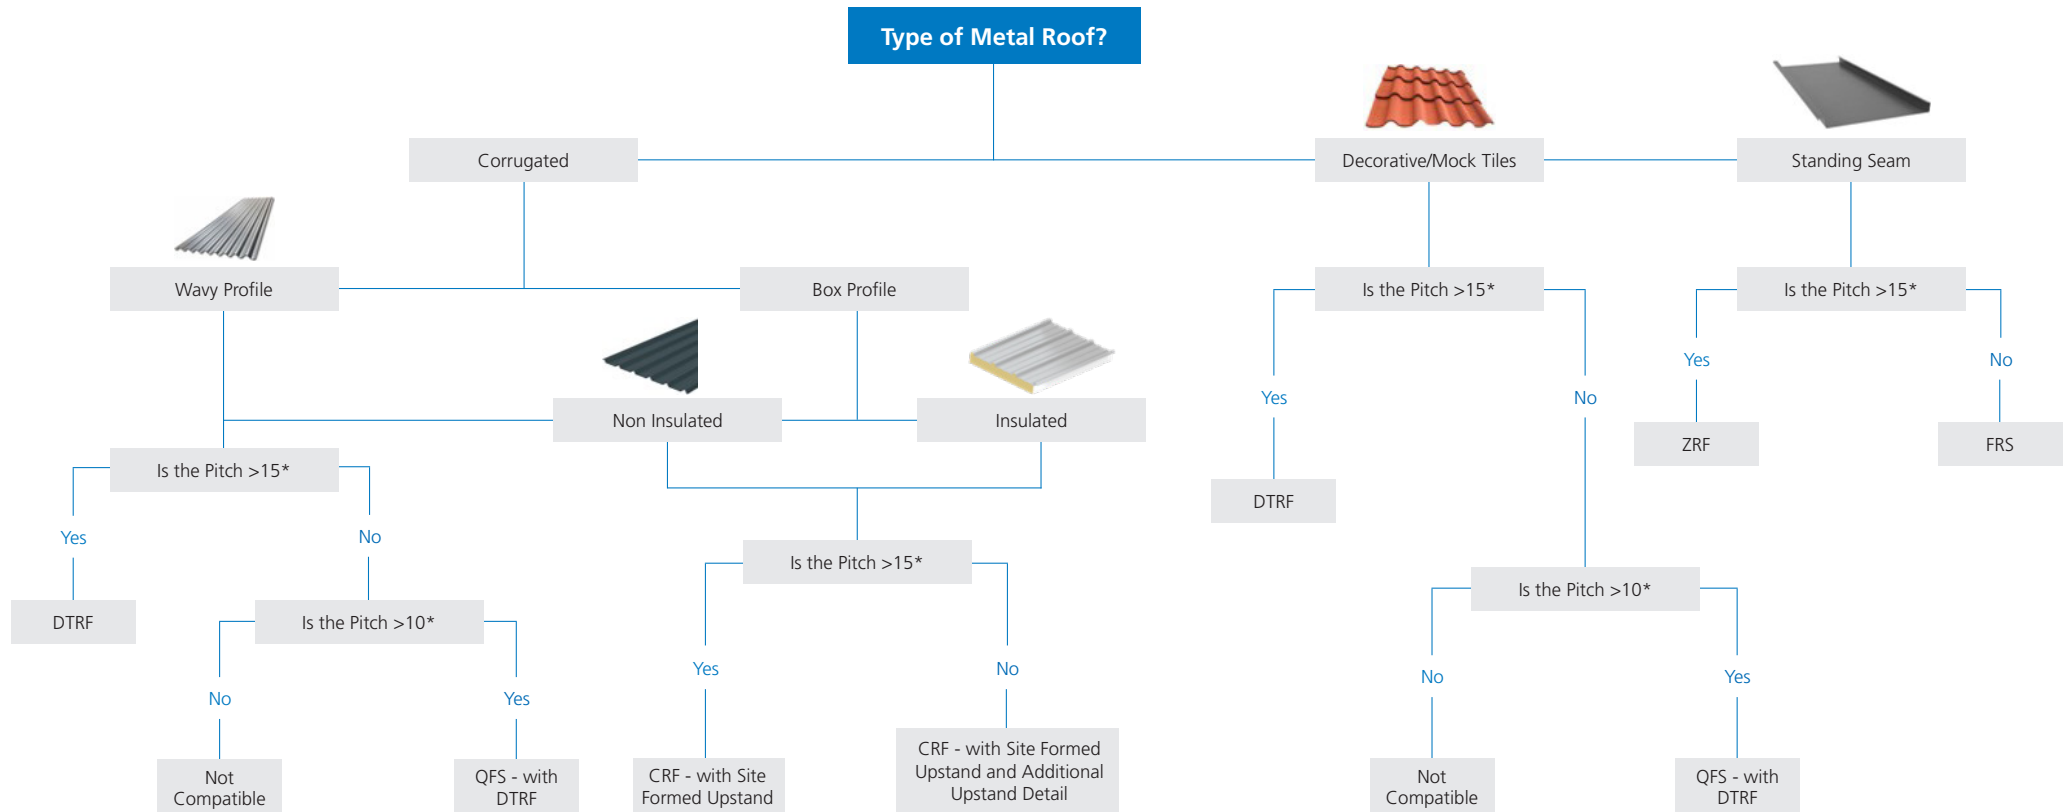 Type of Metal Roof?
Corrugated
Decorative/Mock Tiles
Standing Seam
Wavy Profile
Box Profile
Is the Pitch >15*
Is the Pitch >15*
Yes
No
Yes
No
Non Insulated
Insulated
ZRF
FRS
Is the Pitch >15*
DTRF
Yes
No
Is the Pitch >15*
Is the Pitch >10*
DTRF
Is the Pitch >10*
Yes
No
No
Yes
No
Yes
CRF - with Site Formed
Upstand and Additional
Upstand Detail
Not
Compatible
QFS - with
DTRF
CRF - with Site
Formed Upstand
Not
Compatible
QFS - with
DTRF